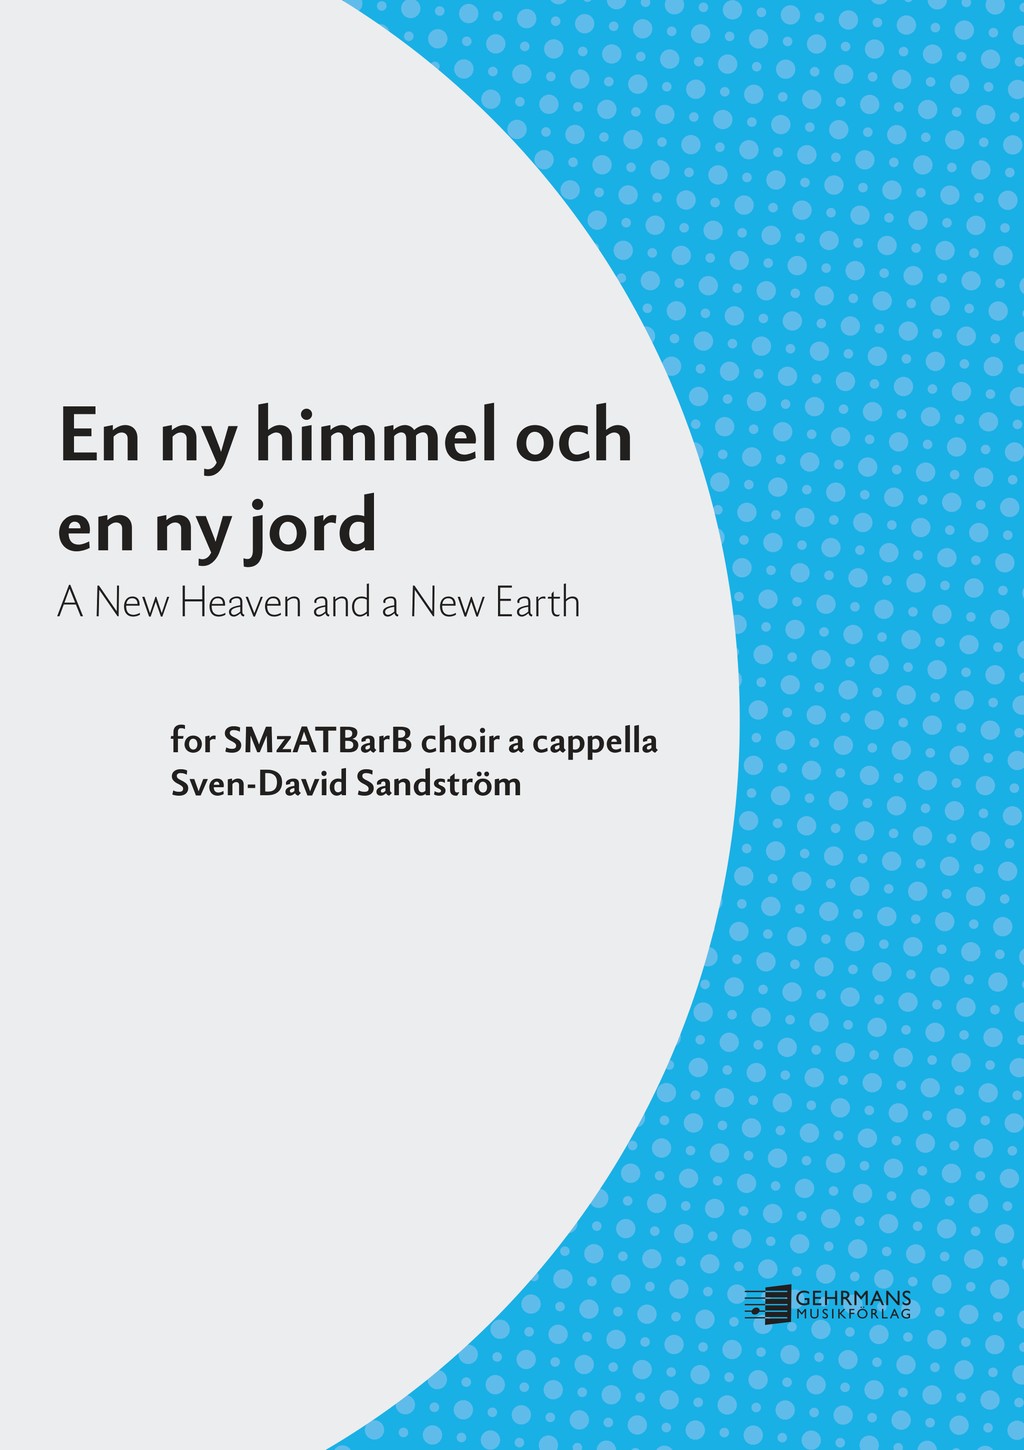 En ny himmel och
en ny jord
A New Heaven and a New Earth
for SMzATBarB choir a cappella
Sven-David Sandström
GEHRMANS
MUSIKFÖRLAG